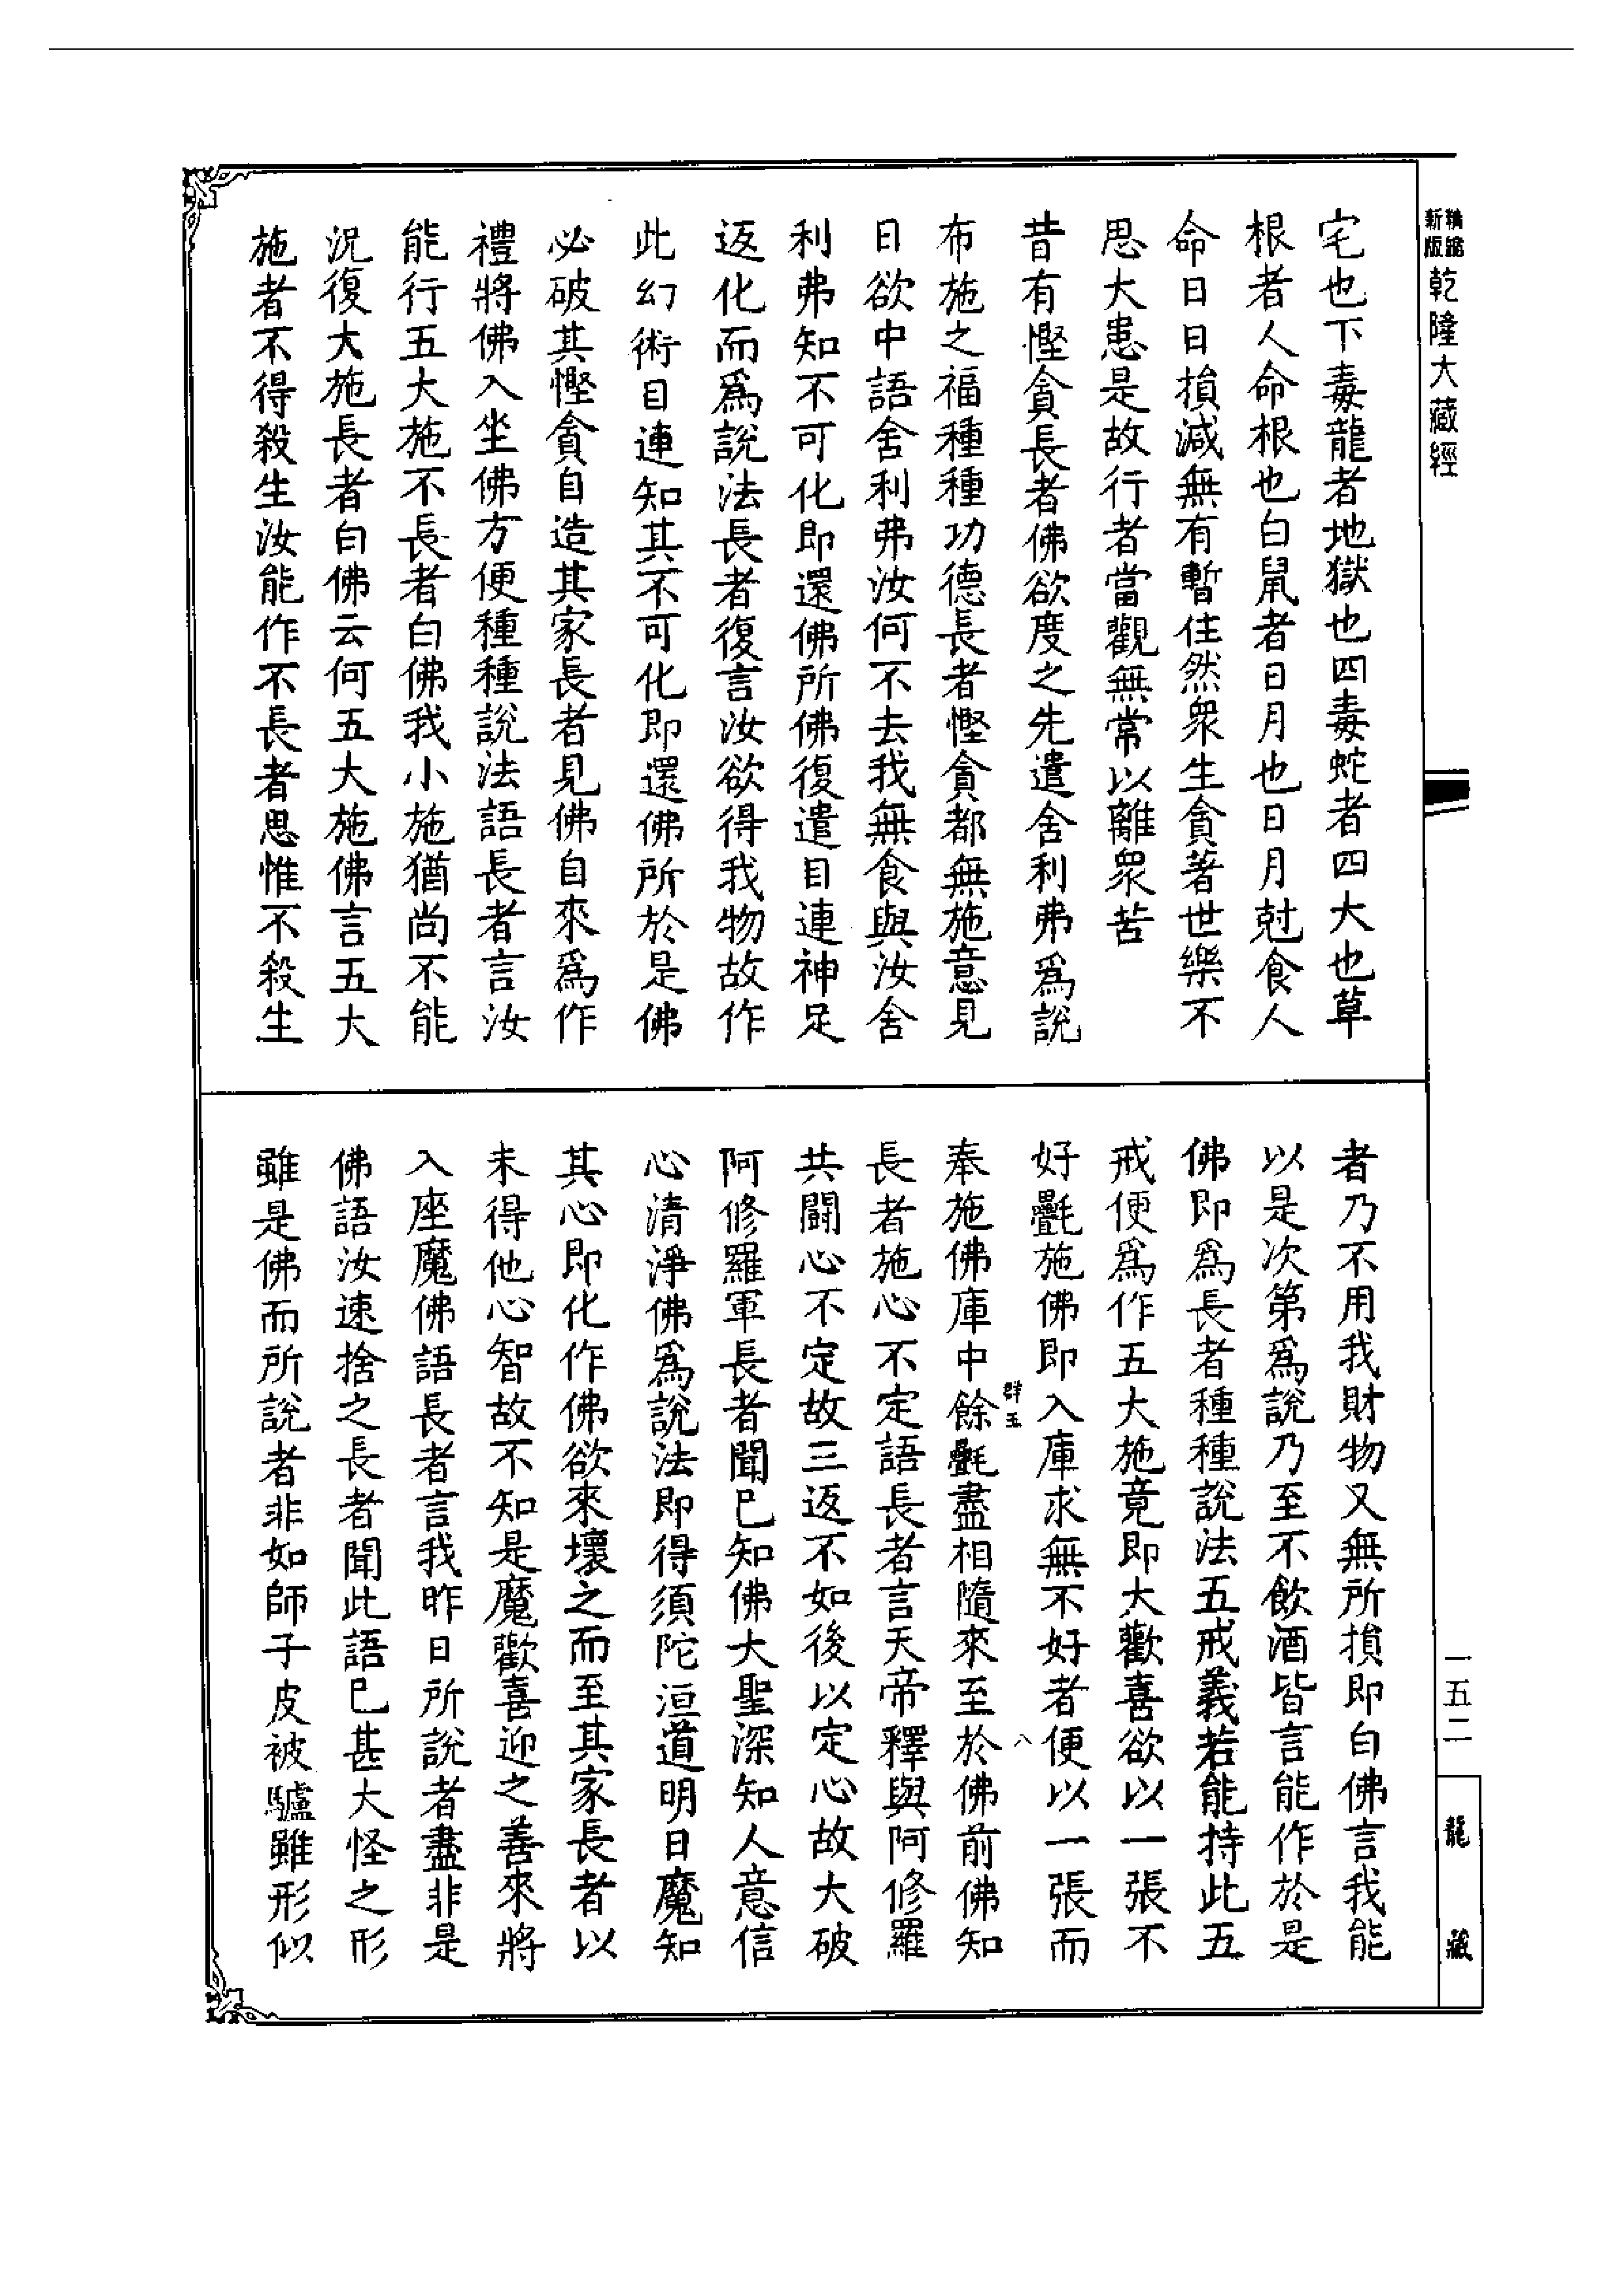 精縮
新版
乾隆大藏經
宅也下毒龍者地獄也四毒蛇者四大也草
根者人命根也白鼠者日月也日月尅食人
命日日損減無有暫住然衆生貪著世樂不
思大患是故行者當觀無常以離衆苦
昔有慳貪長者佛欲度之先遣舍利弗爲說
布施之福種種功德長者慳貪都無施意見
日欲中語舍利弗汝何不去我無食與汝舍
利弗知不可化即還佛所佛復遣目連神足
返化而爲說法長者復言汝欲得我物故作
此幻術目連知其不可化即還佛所於是佛
必破其慳貪自造其家長者見佛自來爲作
禮將佛入坐佛方便種種說法語長者言汝
能行五大施不長者白佛我小施猶尚不能
況復大施長者白佛云何五大施佛言五大
施者不得殺生汝能作不長者思惟不殺生
者乃不用我財物又無所損即白佛言我能
以是次第爲說乃至不飲酒皆言能作於是
佛即爲長者種種說法五戒義若能持此五
戒便爲作五大施竟即大歡喜欲以一張不
好氎施佛即入庫求無不好者便以一張而
群玉
八
奉施佛庫中餘氎盡相隨來至於佛前佛知
長者施心不定語長者言天帝釋與阿修羅
共鬪心不定故三返不如後以定心故大破
阿修羅軍長者聞已知佛大聖深知人意信
心清淨佛爲說法即得須陀洹道明日魔知
其心即化作佛欲來壞之而至其家長者以
未得他心智故不知是魔歡喜迎之善來將
入座魔佛語長者言我昨日所說者盡非是
佛語汝速捨之長者聞此語已甚大怪之形
雖是佛而所說者非如師子皮被驢雖形似
一五二
龍藏